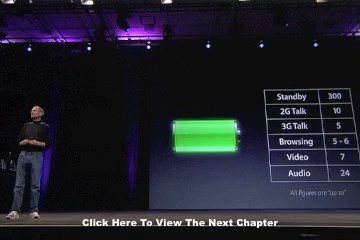 Standby 300
2G Talk 10
3G Talk 5
Browsing 5 - 6
Video 7
Audio 24
All figures are "up to"
Click Here To View The Next Chapter